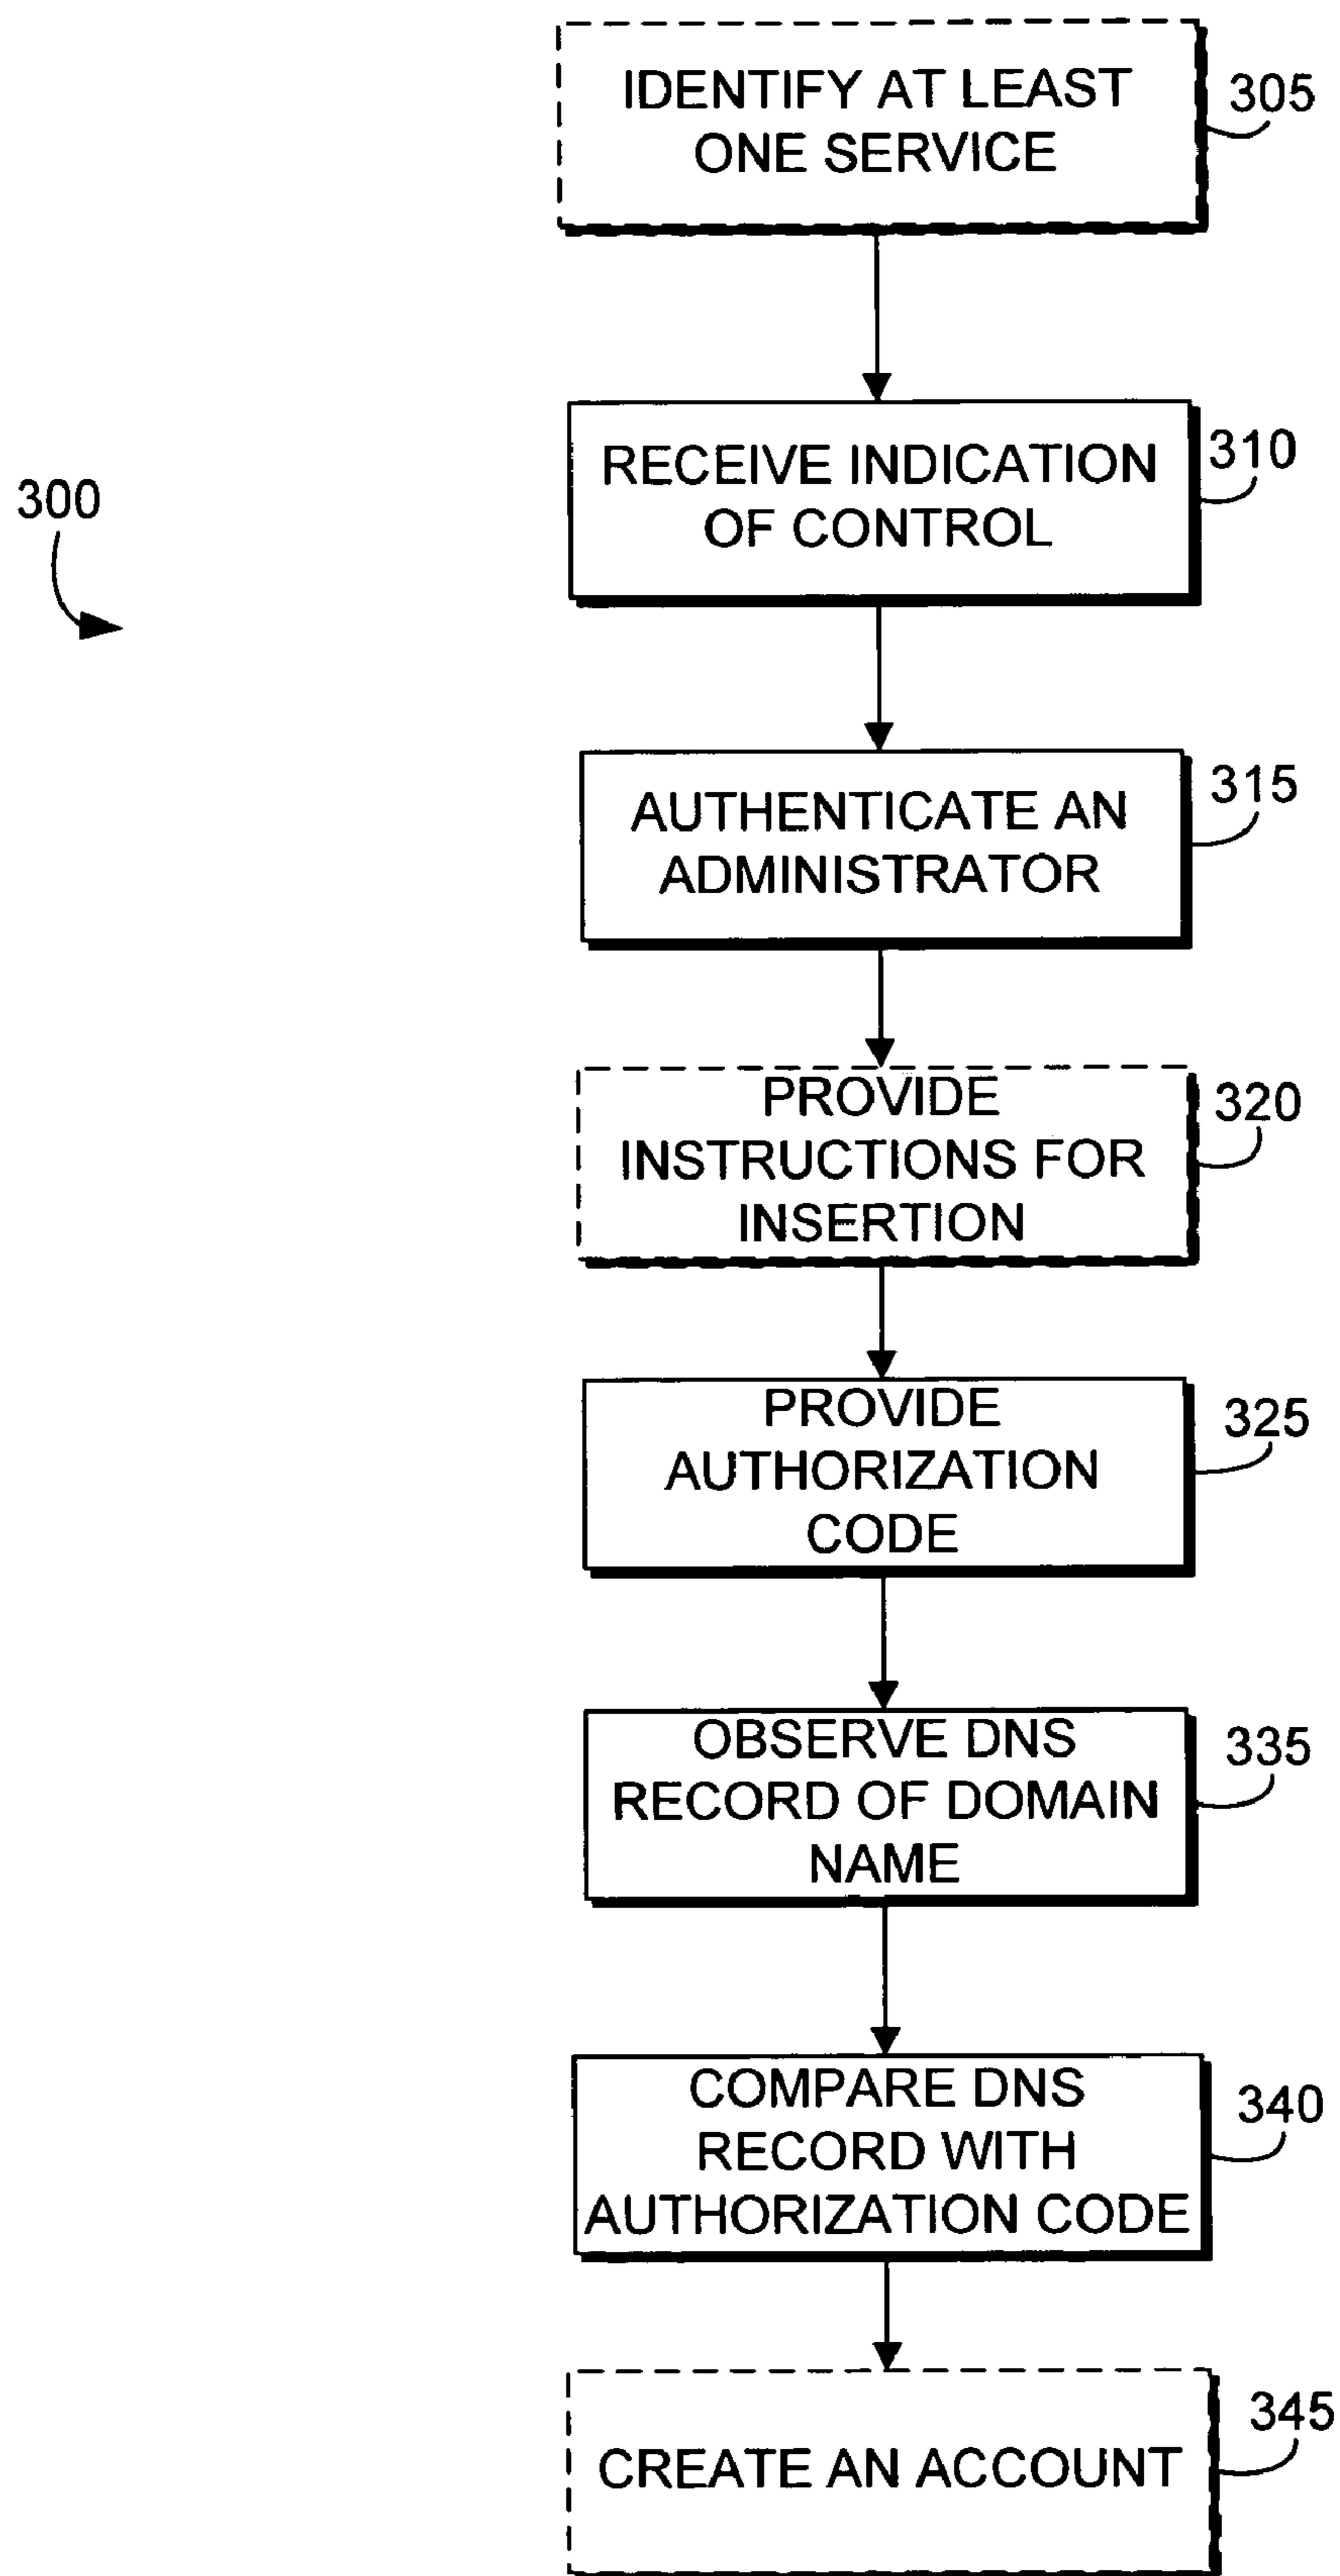 IDENTIFY AT LEAST
ONE SERVICE
305
RECEIVE INDICATION
OF CONTROL
310
300
AUTHENTICATE AN
ADMINISTRATOR
315
PROVIDE
INSTRUCTIONS FOR
INSERTION
320
PROVIDE
AUTHORIZATION
CODE
325
OBSERVE DNS
RECORD OF DOMAIN
NAME
335
COMPARE DNS
RECORD WITH
AUTHORIZATION CODE
340
CREATE AN ACCOUNT
345